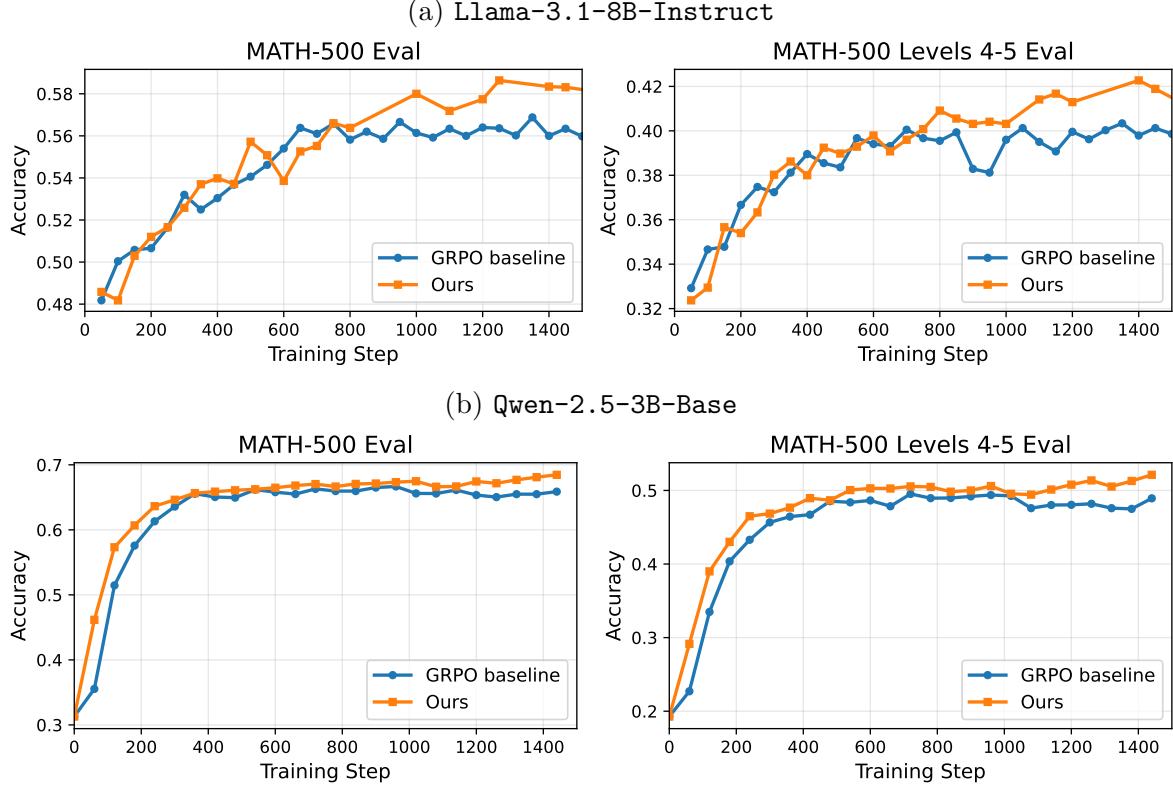 (a) Llama-3.1-8B-Instruct
MATH-500 Eval
MATH-500 Levels 4-5 Eval
Accuracy
0.58
0.56
0.54
0.52
0.50
0.48
0 200 400 600 800 1000 1200 1400
Training Step
GRPO baseline
Ours
Accuracy
0.42
0.40
0.38
0.36
0.34
0.32
0 200 400 600 800 1000 1200 1400
Training Step
GRPO baseline
Ours
(b) Qwen-2.5-3B-Base
MATH-500 Eval
MATH-500 Levels 4-5 Eval
Accuracy
0.7
0.6
0.5
0.4
0.3
0 200 400 600 800 1000 1200 1400
Training Step
GRPO baseline
Ours
Accuracy
0.5
0.4
0.3
0.2
0 200 400 600 800 1000 1200 1400
Training Step
GRPO baseline
Ours